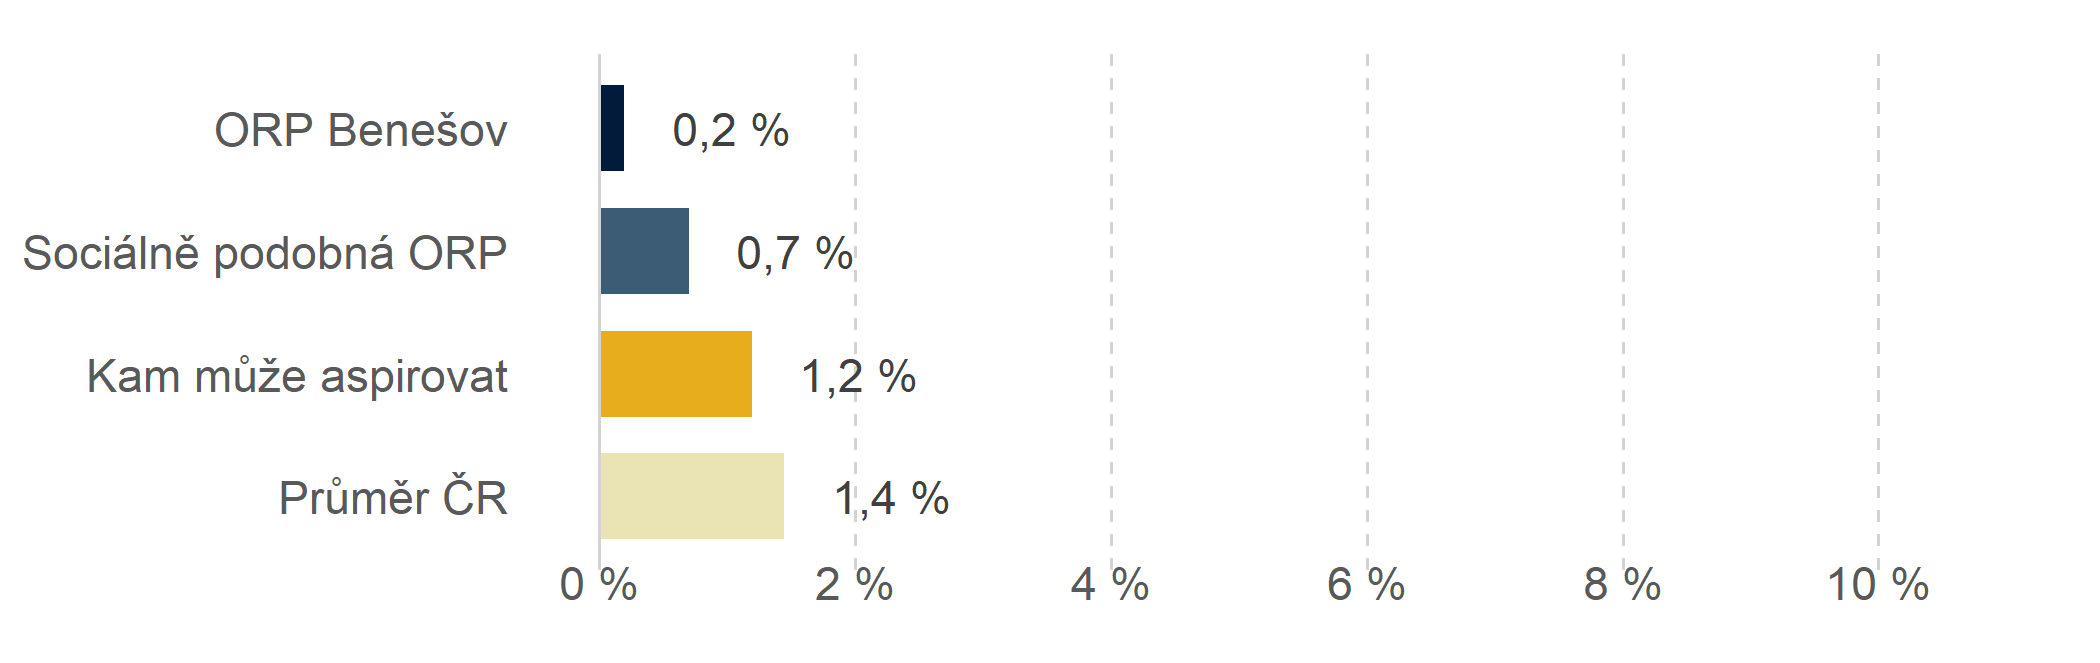 ORP Benešov 0,2 %
Sociálně podobná ORP 0,7 %
Kam může aspirovat 1,2 %
Průměr ČR 1,4 %
0 % 2 % 4 % 6 % 8 % 10 %